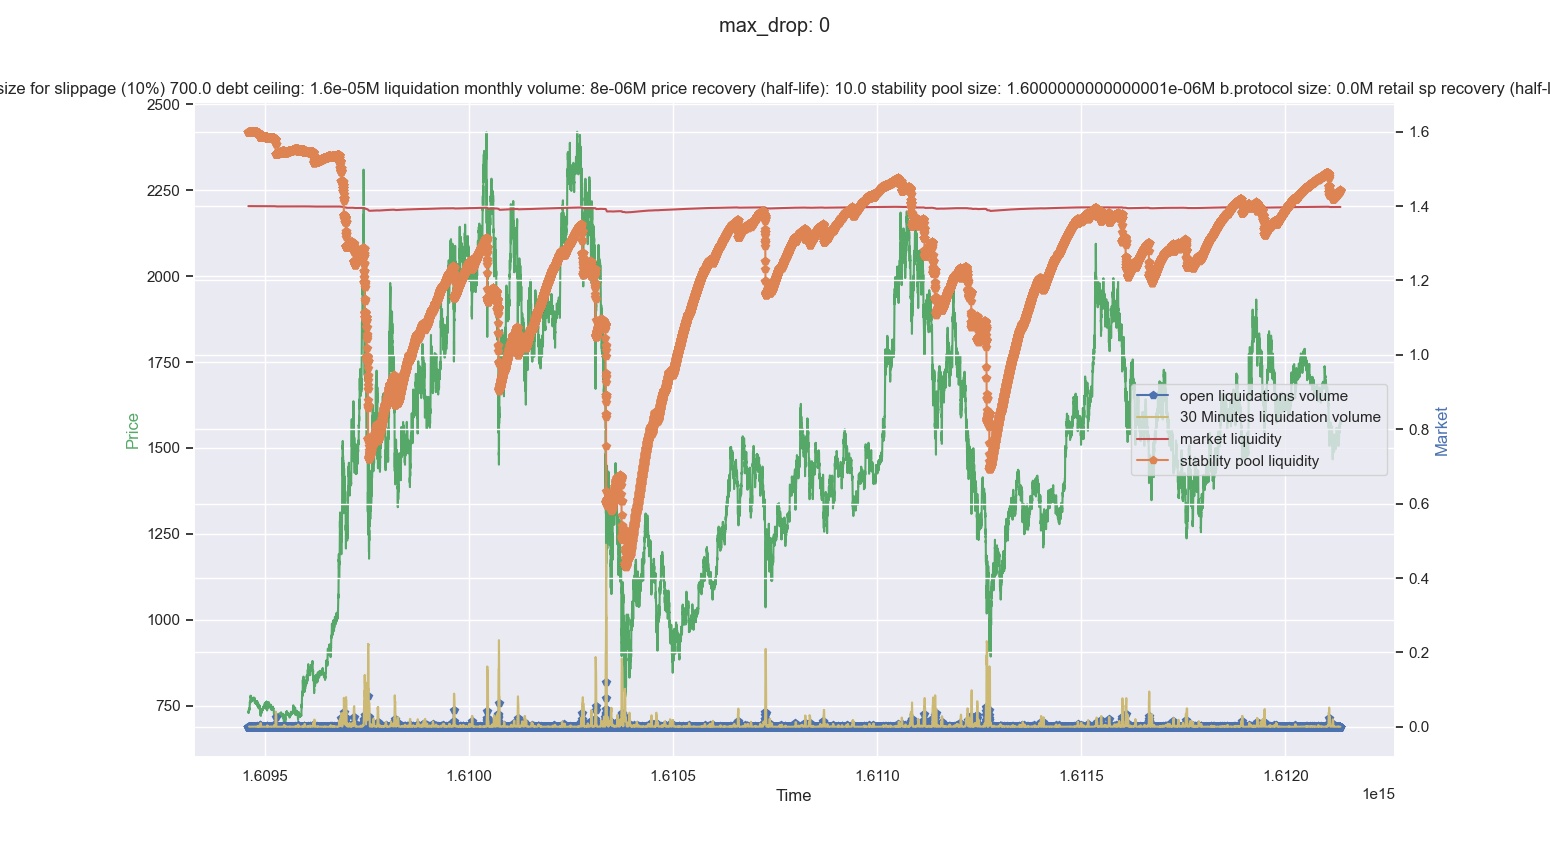 max_drop: 0
size for slippage (10%) 700.0 debt ceiling: 1.6e-05M liquidation monthly volume: 8e-06M price recovery (half-life): 10.0 stability pool size: 1.6000000000000001e-06M b.protocol size: 0.0M retail sp recovery (half-l
2500
2250
2000
1750
1500
1250
1000
750
Price
1.6
1.4
1.2
1.0
0.8
0.6
0.4
0.2
0.0
Market
open liquidations volume
30 Minutes liquidation volume
market liquidity
stability pool liquidity
1.6095
1.6100
1.6105
1.6110
1.6115
1.6120
Time
1e15